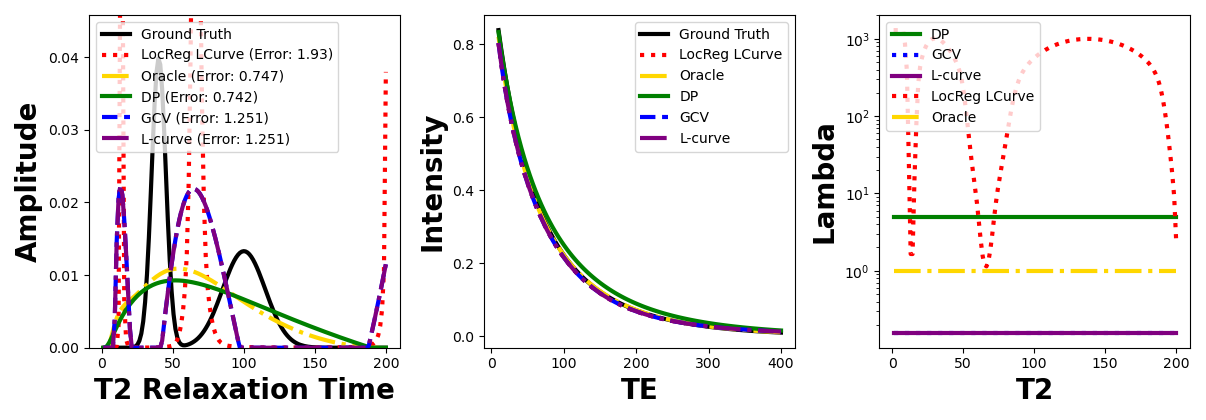 Amplitude
0.04
0.03
0.02
0.01
0.00
0
50
100
150
200
T2 Relaxation Time
Ground Truth
LocReg LCurve (Error: 1.93)
Oracle (Error: 0.747)
DP (Error: 0.742)
GCV (Error: 1.251)
L-curve (Error: 1.251)
Intensity
0.8
0.6
0.4
0.2
0.0
0
100
200
300
400
TE
Ground Truth
LocReg LCurve
Oracle
DP
GCV
L-curve
Lambda
10³
10²
10¹
10⁰
0
50
100
150
200
T2
DP
GCV
L-curve
LocReg LCurve
Oracle